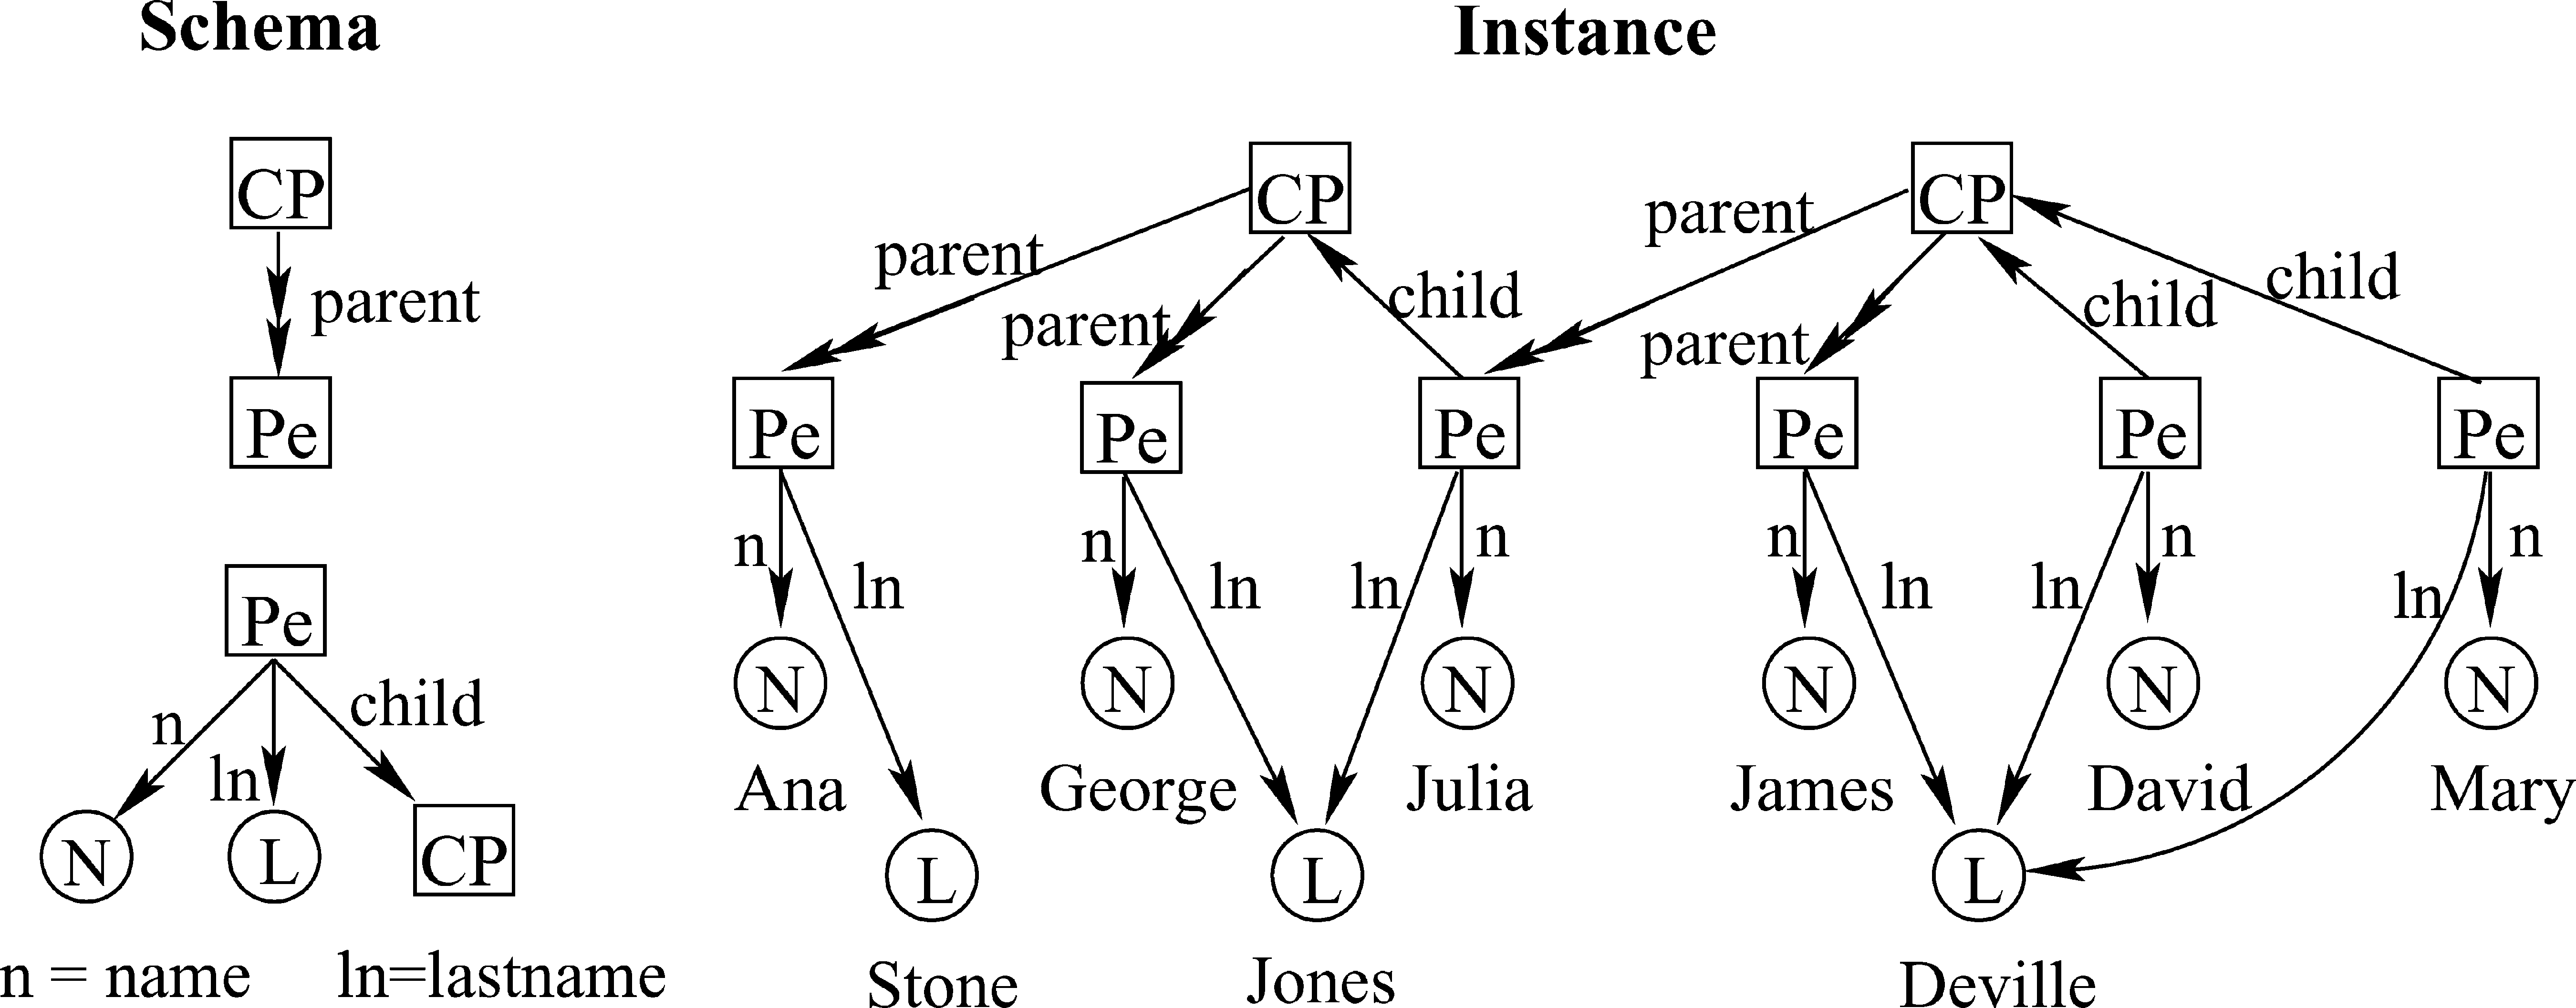 Schema
CP
parent
Pe
Pe
n
ln
child
N
L
CP
n = name
ln=lastname
Instance
CP
CP
parent
parent
child
parent
parent
child
child
Pe
Pe
Pe
Pe
Pe
Pe
n
ln
n
ln
ln
n
n
ln
ln
n
ln
n
N
N
N
N
N
N
Ana
George
Julia
James
David
Mary
L
L
L
Stone
Jones
Deville